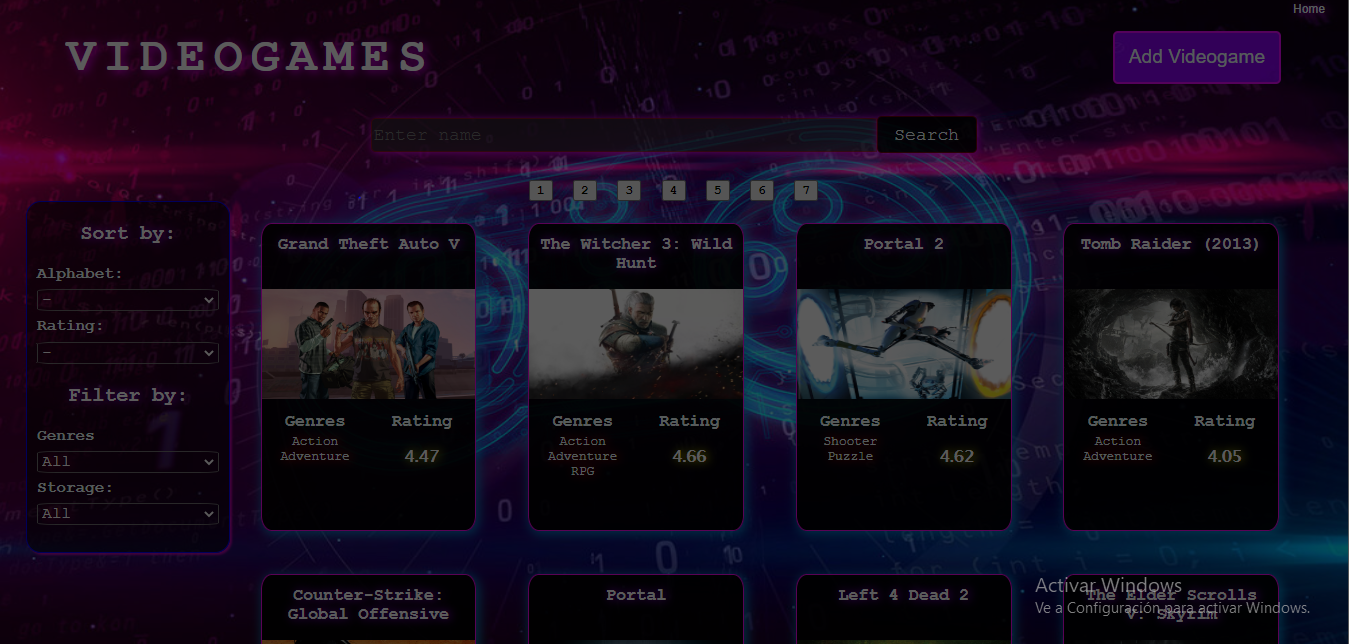 Home
VIDEOGAMES
Add Videogame
Enter name
Search
1 2 3 4 5 6 7
Sort by:
Alphabet:
—
Rating:
—
Filter by:
Genres
All
Storage:
All
Grand Theft Auto V
Genres Rating
Action
Adventure
4.47
The Witcher 3: Wild
Hunt
Genres Rating
Action
Adventure
RPG
4.66
Portal 2
Genres Rating
Shooter
Puzzle
4.62
Tomb Raider (2013)
Genres Rating
Action
Adventure
4.05
Counter-Strike:
Global Offensive
Portal
Left 4 Dead 2
The Elder Scrolls
V: Skyrim
Activar Windows
Ve a Configuración para activar Windows.